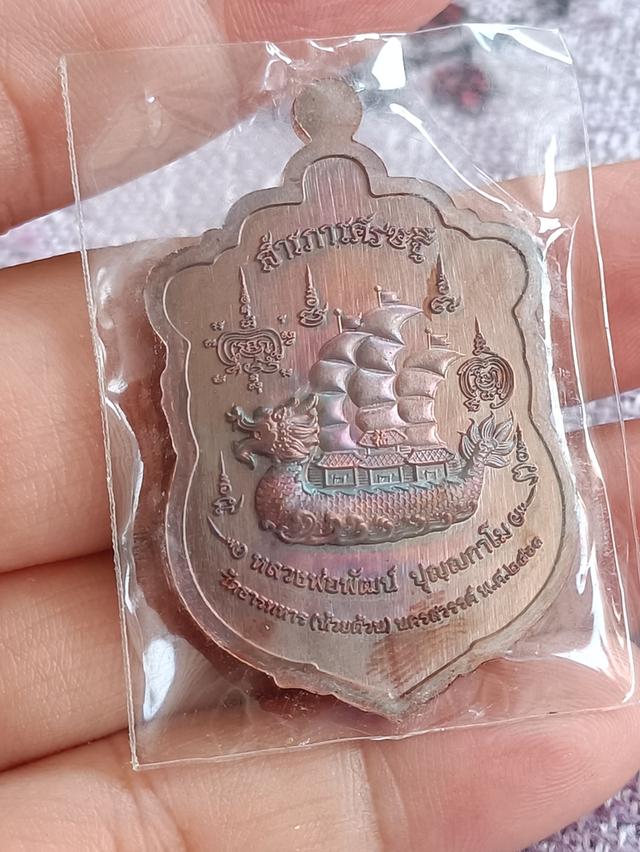 สำเภาเศรษฐี
หลวงพ่อพัฒน์ ปุญฺญกาโม
วัดธารทหาร (ห้วยด้วน) นครสวรรค์ พ.ศ.